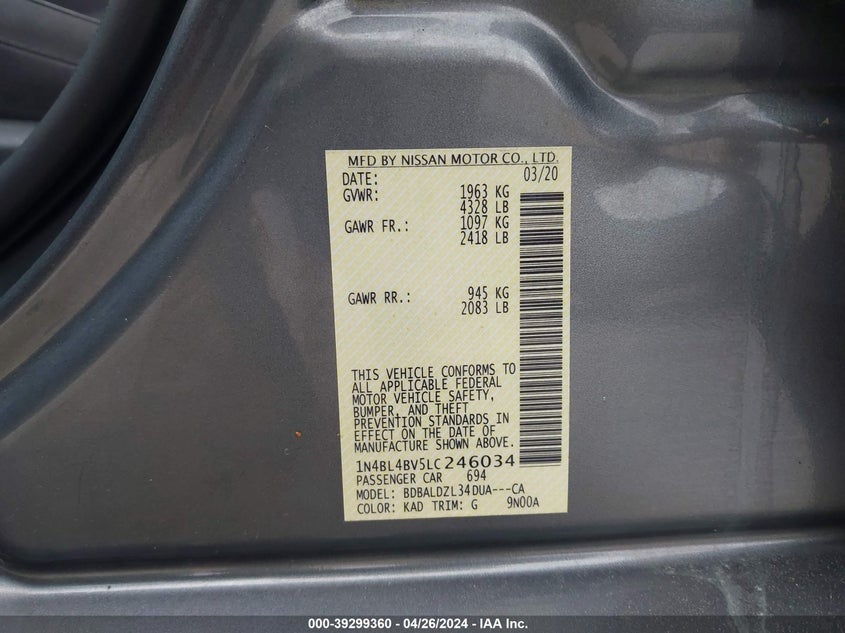 MFD BY NISSAN MOTOR CO., LTD.
DATE: 03/20
GVWR: 1963 KG
4328 LB
GAWR FR.: 1097 KG
2418 LB
GAWR RR.: 945 KG
2083 LB
THIS VEHICLE CONFORMS TO
ALL APPLICABLE FEDERAL
MOTOR VEHICLE SAFETY,
BUMPER, AND THEFT
PREVENTION STANDARDS IN
EFFECT ON THE DATE OF
MANUFACTURE SHOWN ABOVE.
1N4BL4BV5LC246034
PASSENGER CAR 694
MODEL: BDBALDZL34DUA---CA
COLOR: KAD TRIM: G 9N00A
000-39299360 - 04/26/2024 - IAA Inc.